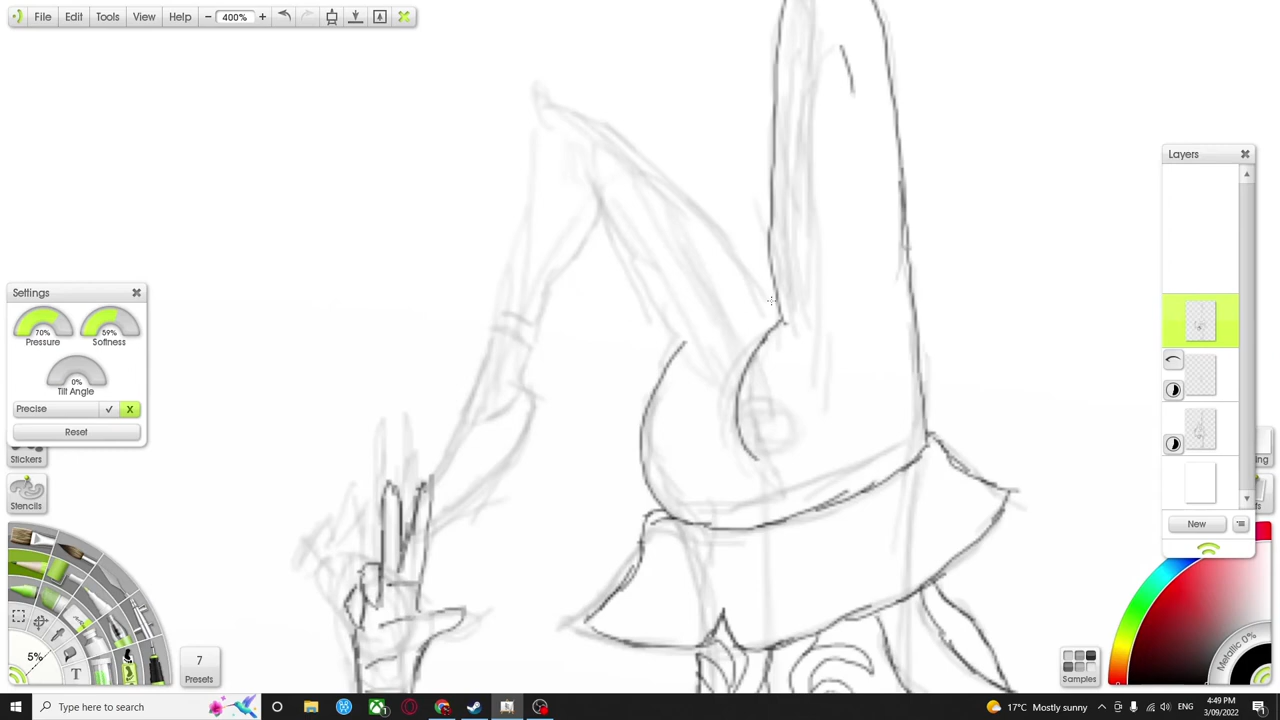 File Edit Tools View Help 400%
Layers
Settings
70%
Pressure
59%
Softness
0%
Tilt Angle
Precise
Reset
Stickers
Stencils
New
5%
T
7
Presets
Metallic 0%
Samples
Type here to search
17°C Mostly sunny
ENG
4:49 PM
3/09/2022